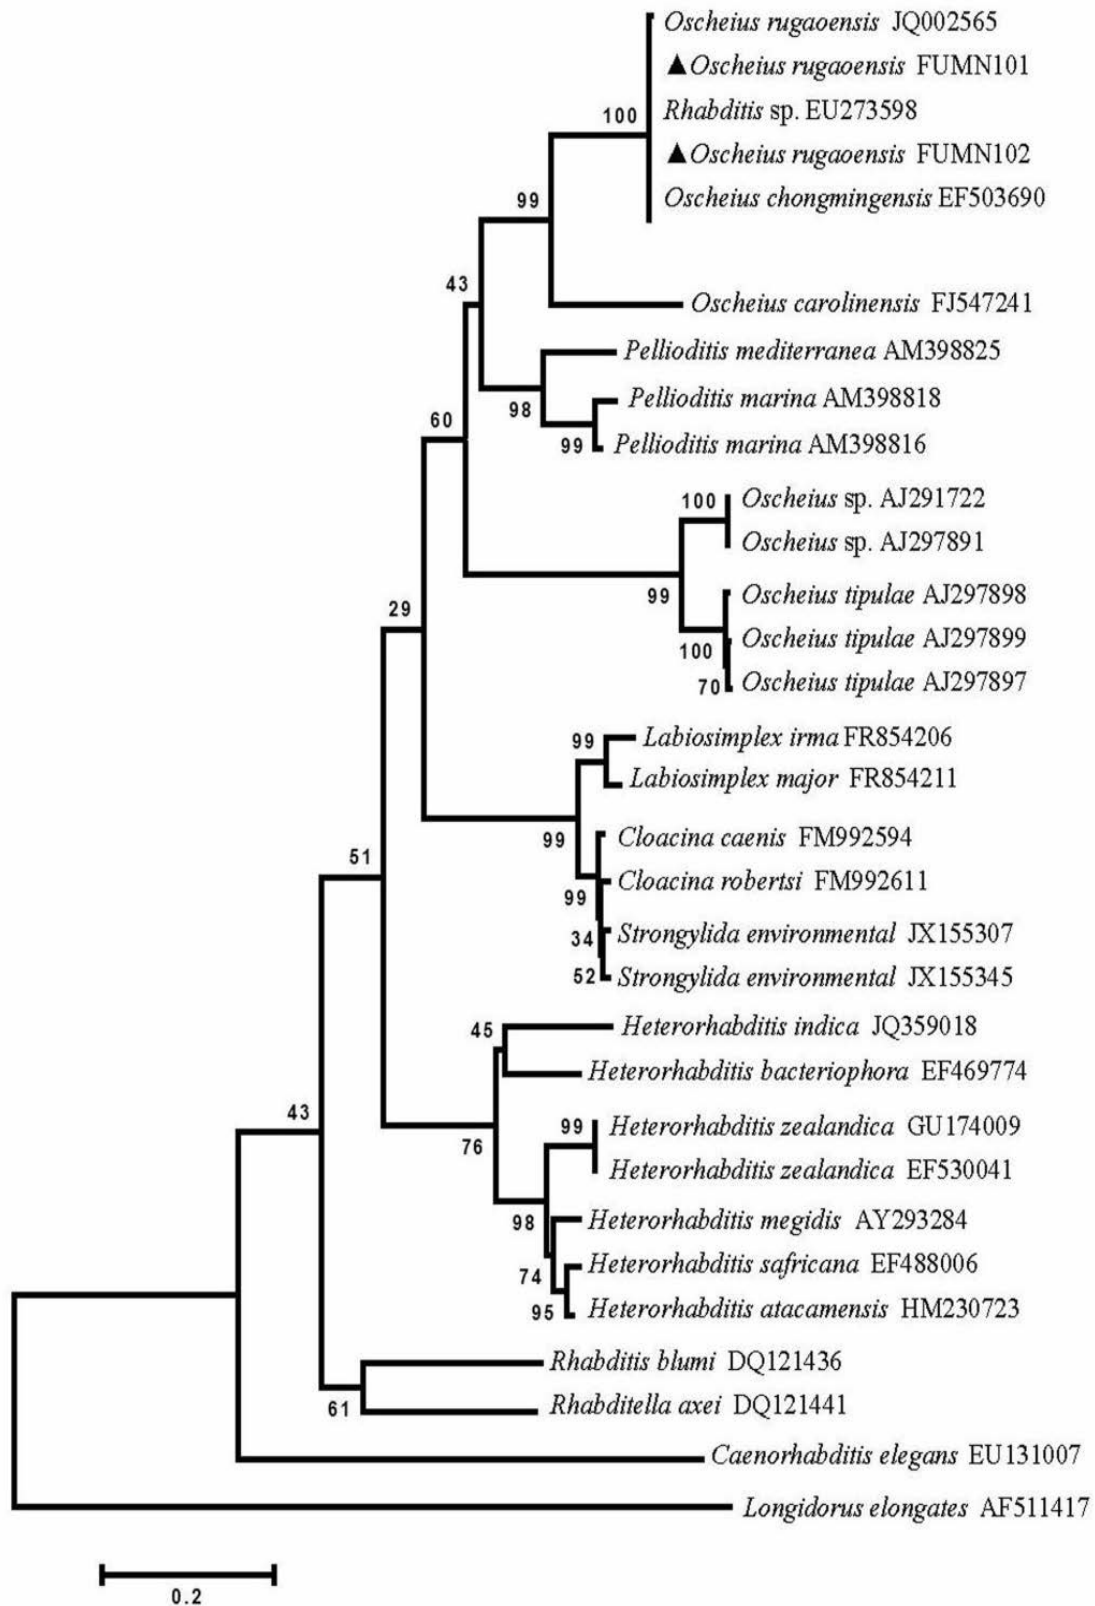 Oscheius rugaoensis JQ002565
▲Oscheius rugaoensis FUMN101
100
Rhabditis sp. EU273598
▲Oscheius rugaoensis FUMN102
99
Oscheius chongmingensis EF503690
43
Oscheius carolinensis FJ547241
Pellioditis mediterranea AM398825
98
Pellioditis marina AM398818
60
99
Pellioditis marina AM398816
100
Oscheius sp. AJ291722
Oscheius sp. AJ297891
99
Oscheius tipulae AJ297898
29
Oscheius tipulae AJ297899
100
70
Oscheius tipulae AJ297897
99
Labiosimplex irma FR854206
Labiosimplex major FR854211
99
Cloacina caenis FM992594
51
Cloacina robertsi FM992611
99
34
Strongylida environmental JX155307
52
Strongylida environmental JX155345
45
Heterorhabditis indica JQ359018
Heterorhabditis bacteriophora EF469774
43
99
Heterorhabditis zealandica GU174009
76
Heterorhabditis zealandica EF530041
98
Heterorhabditis megidis AY293284
74
Heterorhabditis safricana EF488006
95
Heterorhabditis atacamensis HM230723
Rhabditis blumi DQ121436
61
Rhabditella axei DQ121441
Caenorhabditis elegans EU131007
Longidorus elongates AF511417
0.2